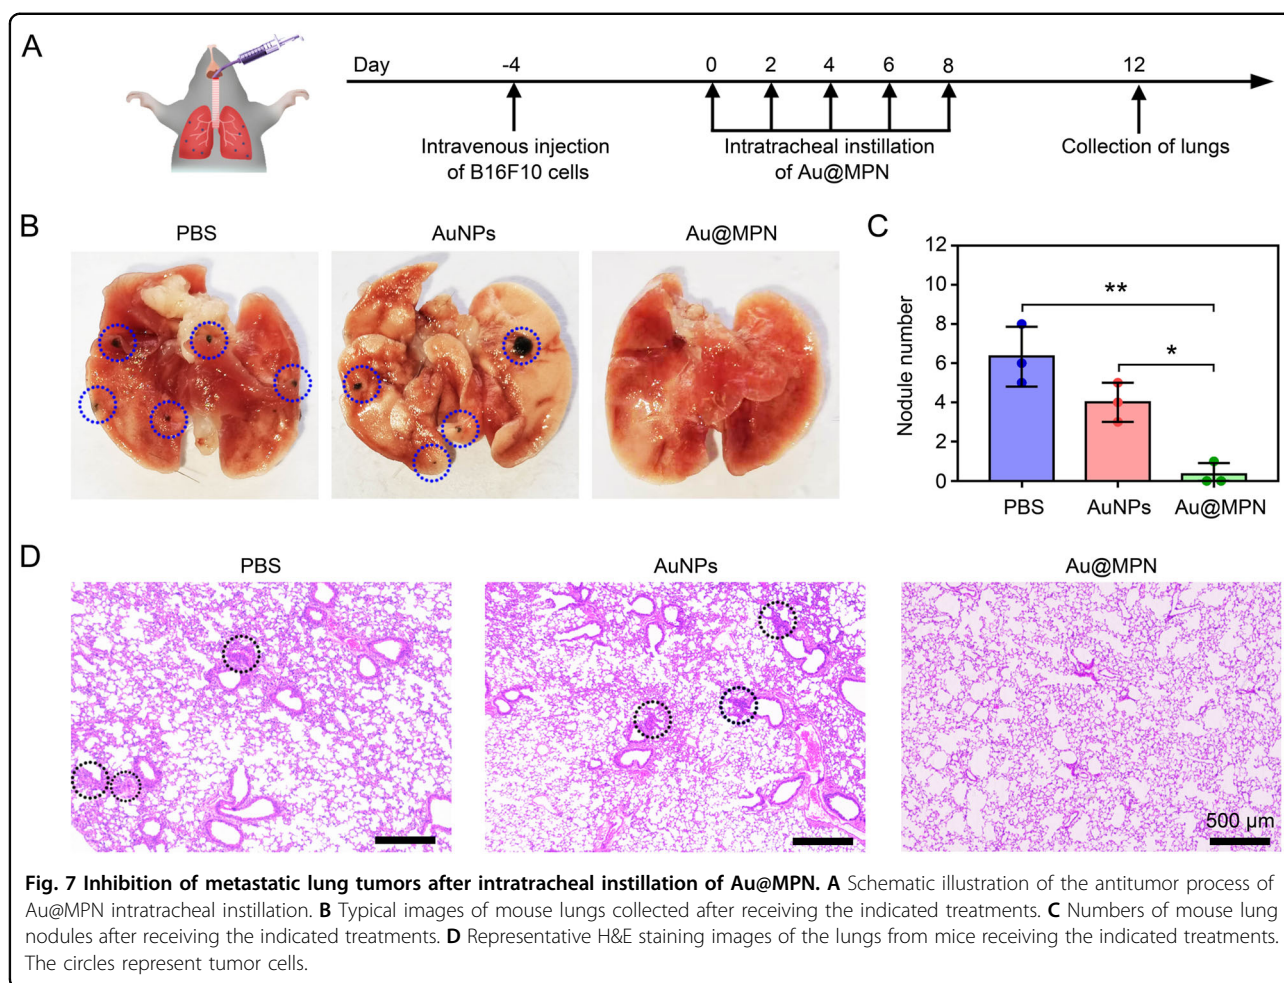 A
Day -4 0 2 4 6 8 12
Intravenous injection
of B16F10 cells
Intratracheal instillation
of Au@MPN
Collection of lungs
B
PBS AuNPs Au@MPN
C
12
10
8
6
4
2
0
Nodule number
**
*
PBS AuNPs Au@MPN
D
PBS AuNPs Au@MPN
500 μm
Fig. 7 Inhibition of metastatic lung tumors after intratracheal instillation of Au@MPN. A Schematic illustration of the antitumor process of
Au@MPN intratracheal instillation. B Typical images of mouse lungs collected after receiving the indicated treatments. C Numbers of mouse lung
nodules after receiving the indicated treatments. D Representative H&E staining images of the lungs from mice receiving the indicated treatments.
The circles represent tumor cells.